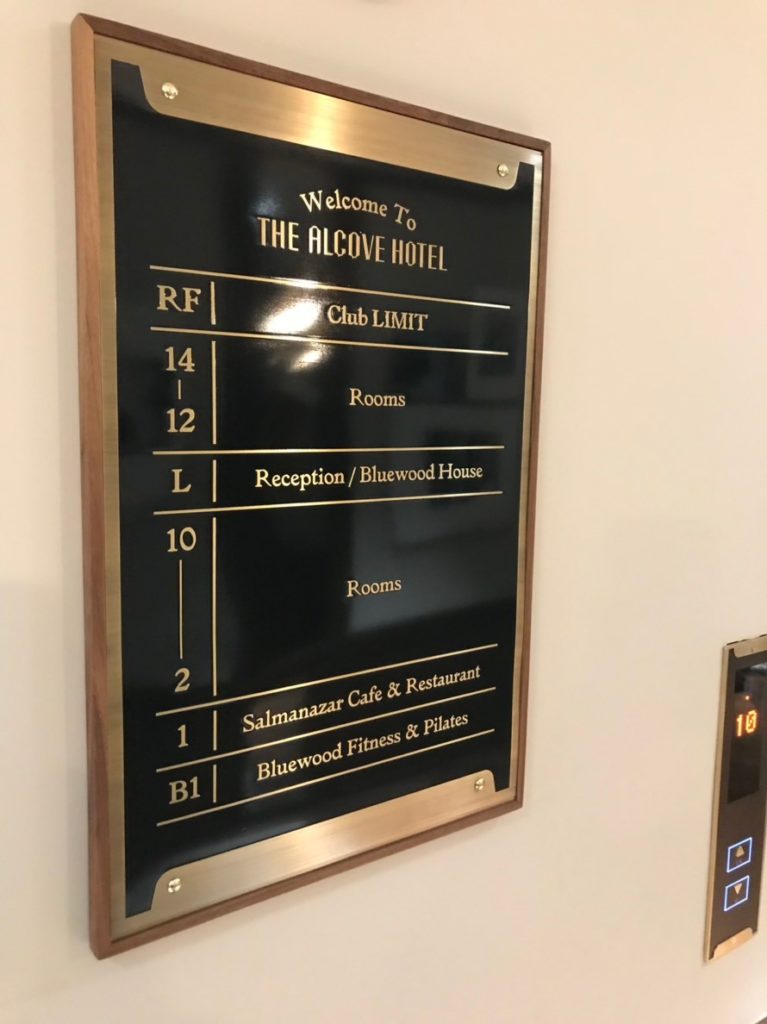 Welcome To
THE ALCOVE HOTEL
RF Club LIMIT
14
Rooms
12
L Reception / Bluewood House
10
Rooms
2
1 Salmanazar Cafe & Restaurant
B1 Bluewood Fitness & Pilates
10